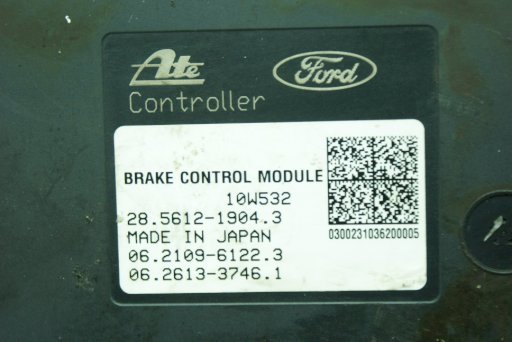 Ate
Ford
Controller
BRAKE CONTROL MODULE
10W532
28.5612-1904.3
MADE IN JAPAN
0300231036200005
06.2109-6122.3
06.2613-3746.1